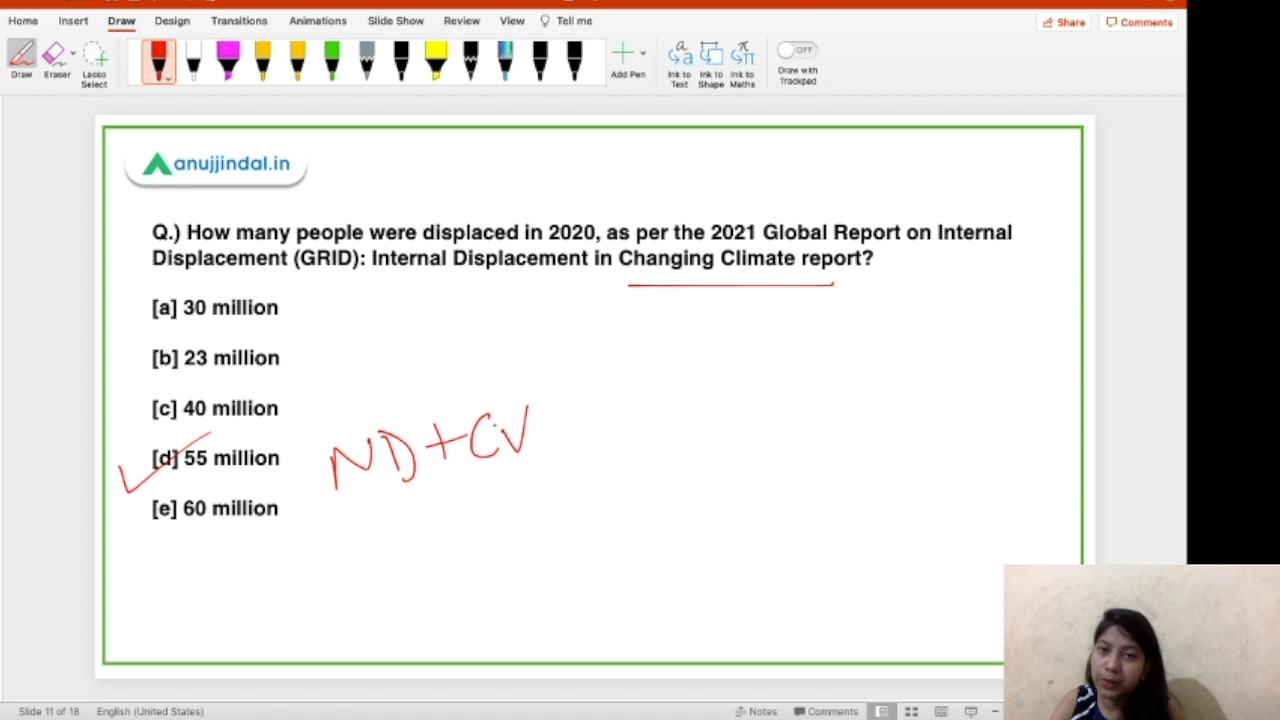 Home Insert Draw Design Transitions Animations Slide Show Review View Tell me Share Comments
Draw Eraser Lasso Select Add Pen Ink to Text Ink to Shape Ink to Maths OFF Draw with Trackpad
anujjindal.in
Q.) How many people were displaced in 2020, as per the 2021 Global Report on Internal
Displacement (GRID): Internal Displacement in Changing Climate report?
[a] 30 million
[b] 23 million
[c] 40 million
[d] 55 million
ND+CV
[e] 60 million
Slide 11 of 18 English (United States) Notes Comments